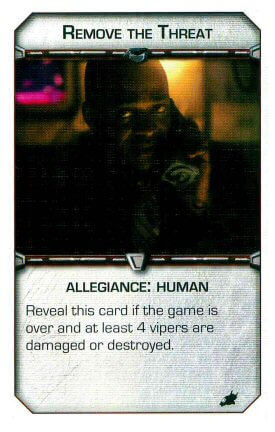 REMOVE THE THREAT
ALLEGIANCE: HUMAN
Reveal this card if the game is
over and at least 4 vipers are
damaged or destroyed.